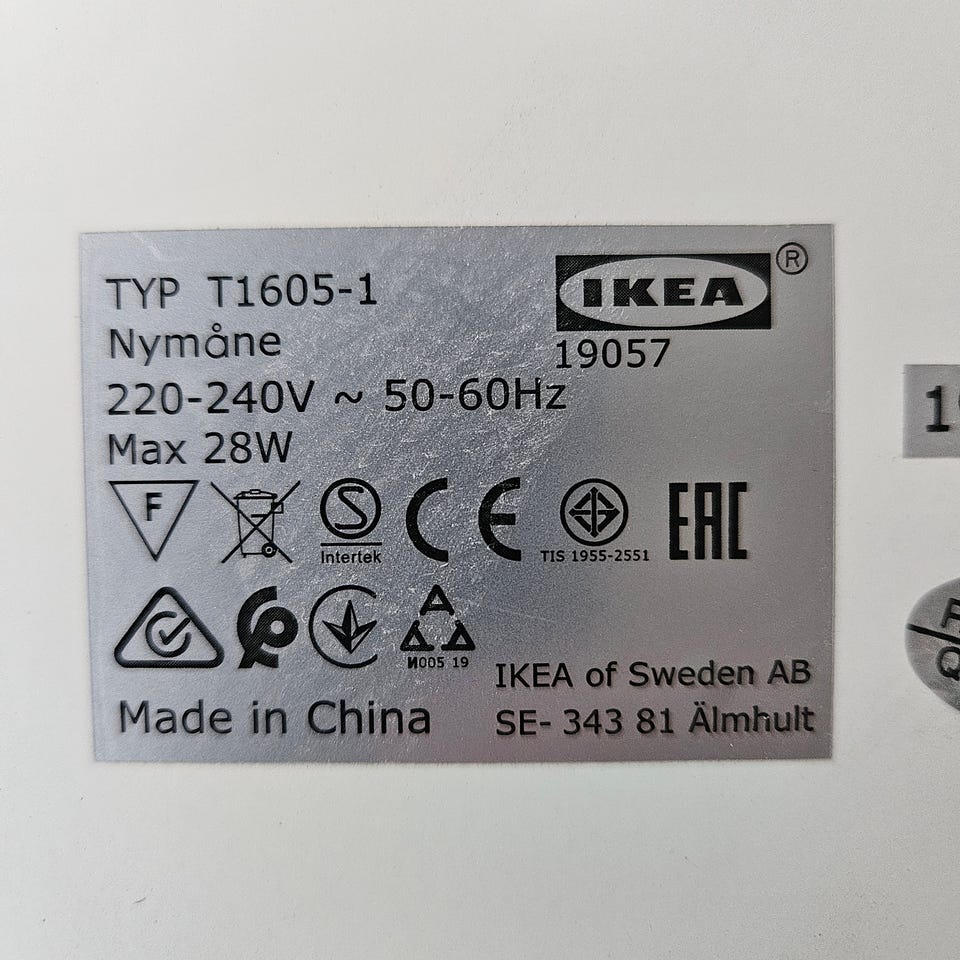 TYP T1605-1
IKEA ®
Nymåne
19057
220-240V ~ 50-60Hz
Max 28W
F
S
Intertek
CE
TIS 1955-2551
EAC
И005 19
IKEA of Sweden AB
Made in China
SE- 343 81 Älmhult